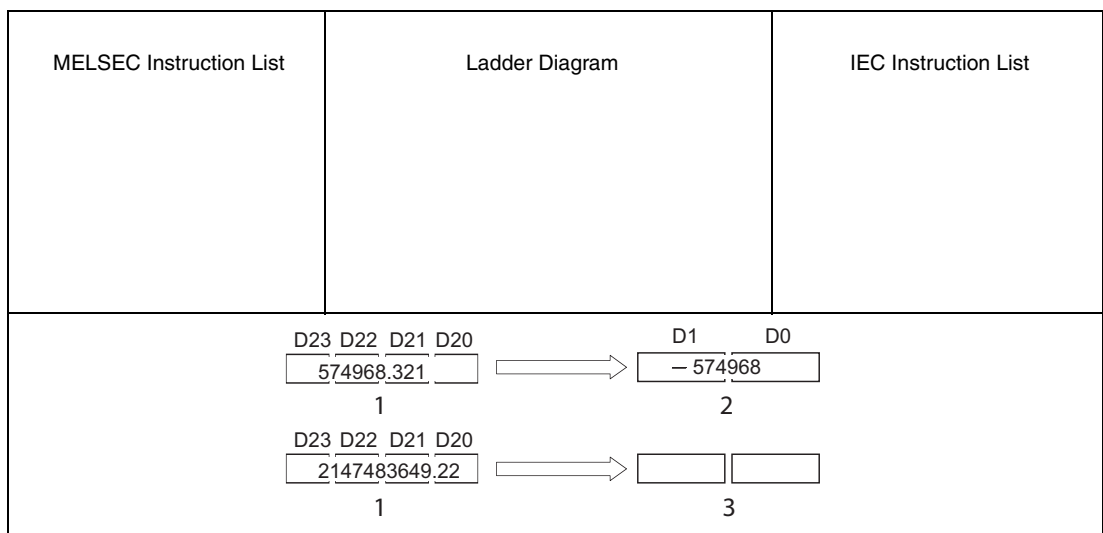 MELSEC Instruction List Ladder Diagram IEC Instruction List
D23 D22 D21 D20 D1 D0
574968.321 – 574968
1 2
D23 D22 D21 D20
2147483649.22
1 3